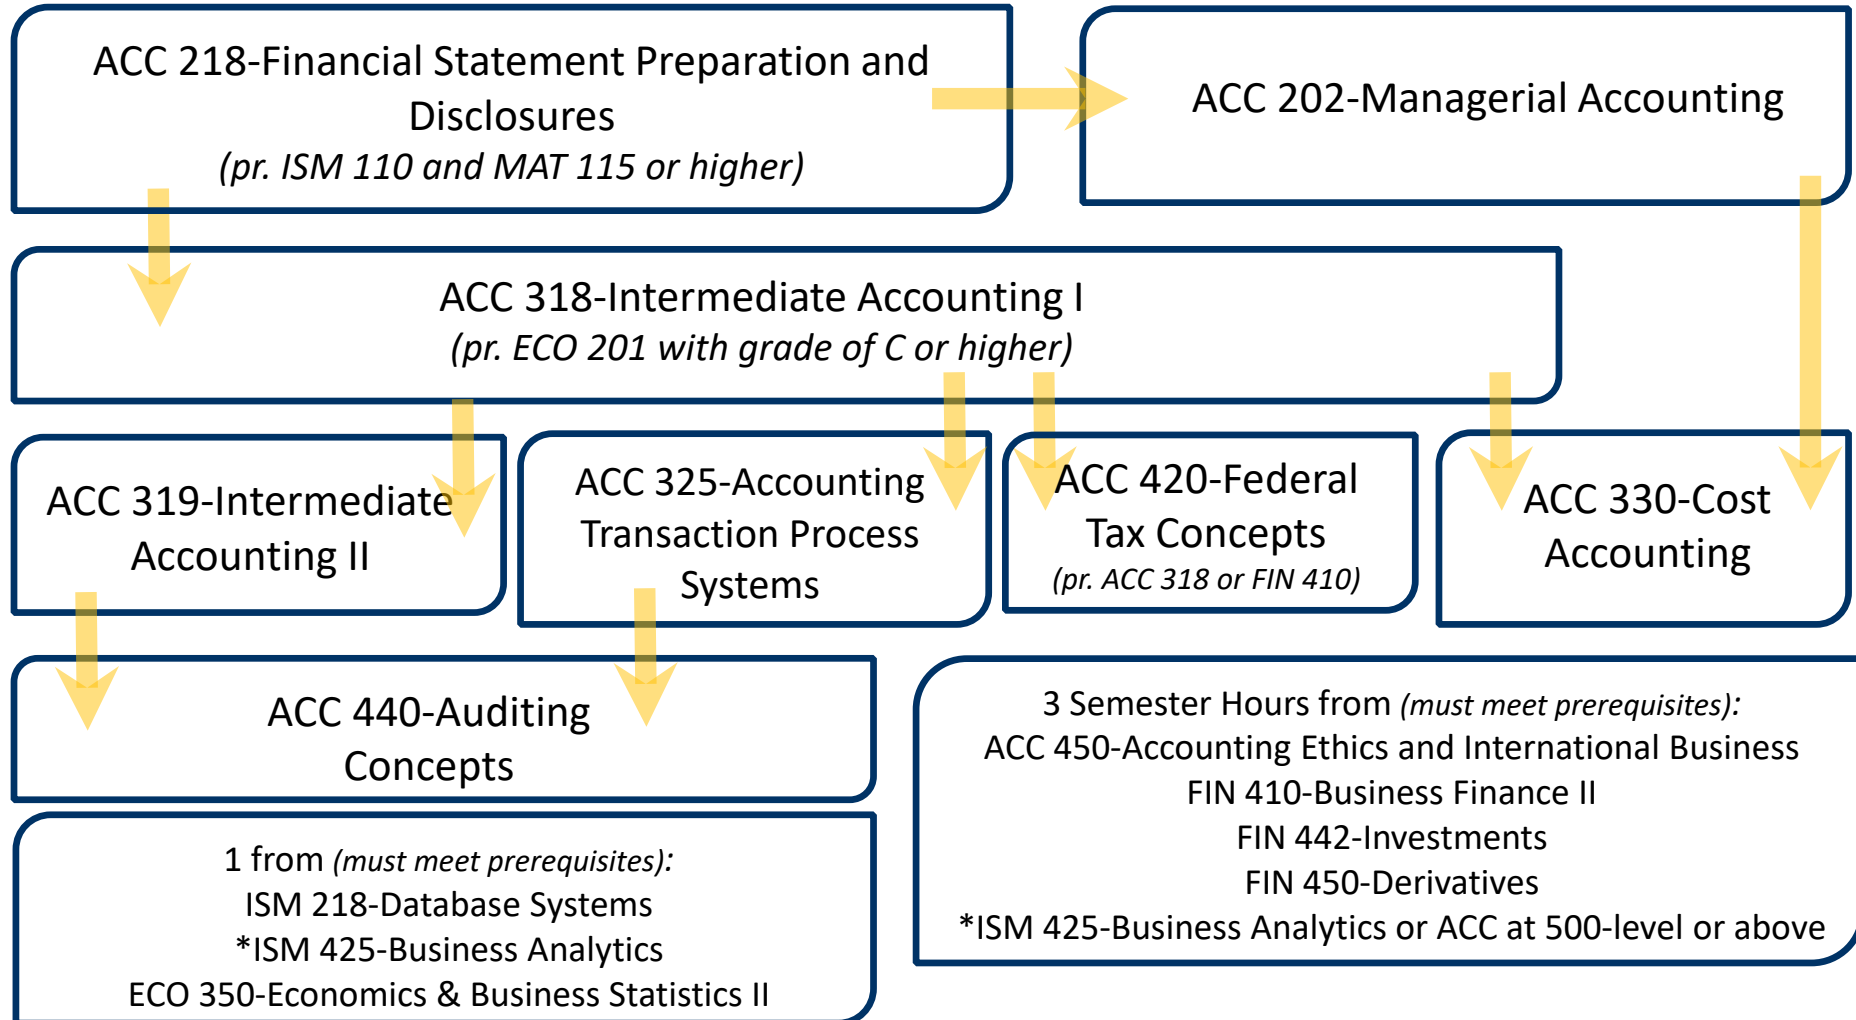 ACC 218-Financial Statement Preparation and
Disclosures
(pr. ISM 110 and MAT 115 or higher)
ACC 202-Managerial Accounting
ACC 318-Intermediate Accounting I
(pr. ECO 201 with grade of C or higher)
ACC 319-Intermediate
Accounting II
ACC 325-Accounting
Transaction Process
Systems
ACC 420-Federal
Tax Concepts
(pr. ACC 318 or FIN 410)
ACC 330-Cost
Accounting
ACC 440-Auditing
Concepts
3 Semester Hours from (must meet prerequisites):
ACC 450-Accounting Ethics and International Business
FIN 410-Business Finance II
FIN 442-Investments
FIN 450-Derivatives
*ISM 425-Business Analytics or ACC at 500-level or above
1 from (must meet prerequisites):
ISM 218-Database Systems
*ISM 425-Business Analytics
ECO 350-Economics & Business Statistics II